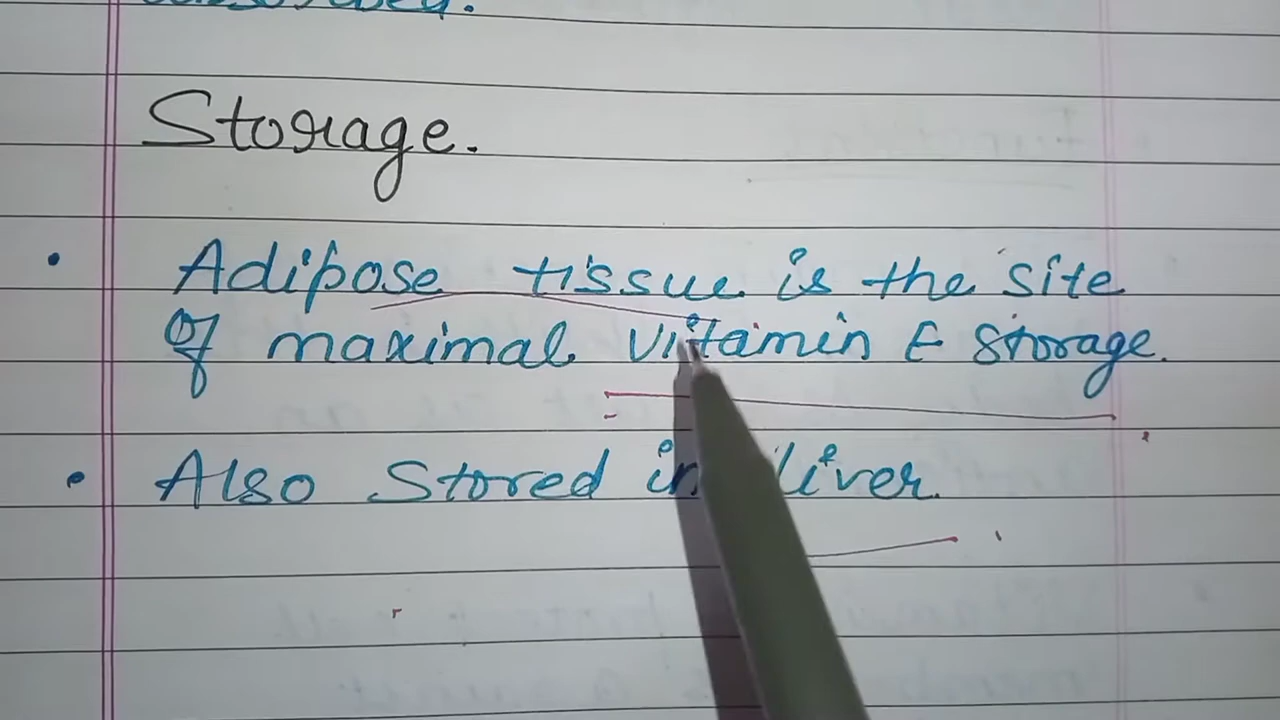 Storage.
• Adipose tissue is the site
of maximal vitamin E storage.
• Also Stored in liver.